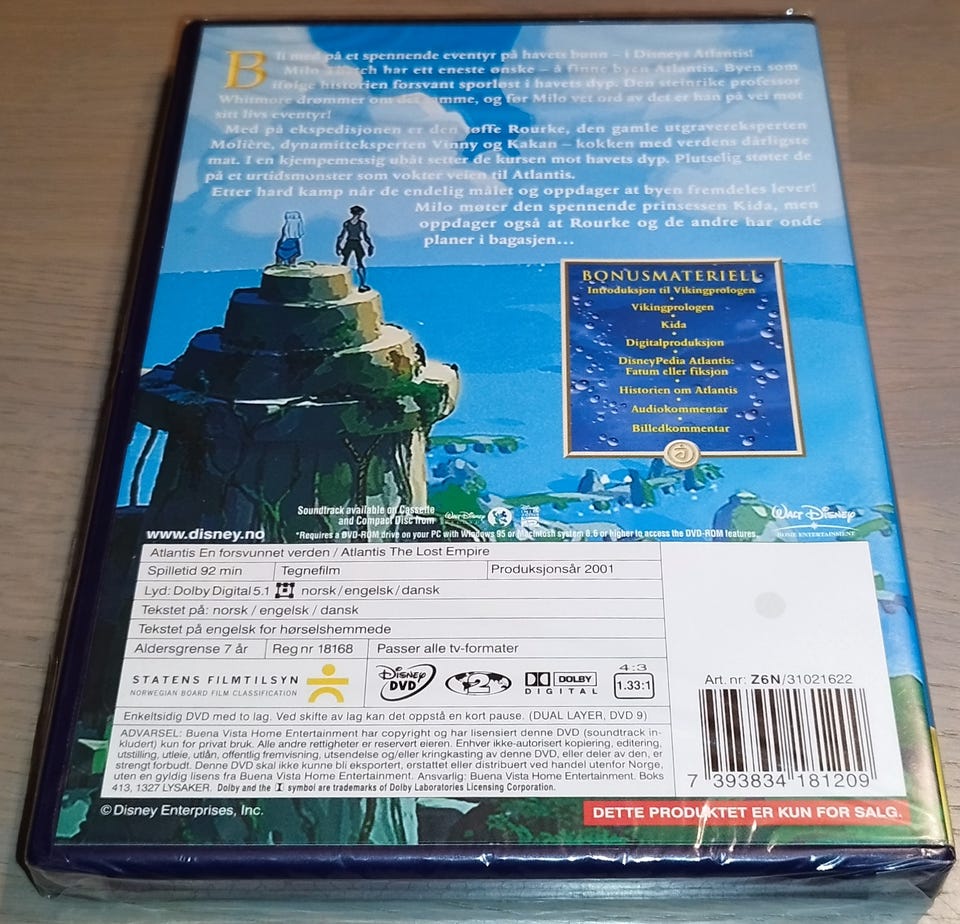 Bli med på et spennende eventyr på havets bunn – i Disneys Atlantis!
Milo Thatch har ett eneste ønske – å finne byen Atlantis. Byen som
ifølge historien forsvant sporløst i havets dyp. Den steinrike professor
Whitmore drømmer om det samme, og før Milo vet ord av det er han på vei mot
sitt livs eventyr!
Med på ekspedisjonen er den tøffe Rourke, den gamle utgravereksperten
Molière, dynamitteksperten Vinny og Kakan – kokken med verdens dårligste
mat. I en kjempemessig ubåt setter de kursen mot havets dyp. Plutselig støter de
på et urtidsmonster som vokter veien til Atlantis.
Etter hard kamp når de endelig målet og oppdager at byen fremdeles lever!
Milo møter den spennende prinsessen Kida, men
oppdager også at Rourke og de andre har onde
planer i bagasjen...
BONUSMATERIELL:
Introduksjon til Vikingprologen
Vikingprologen
Kida
Digitalproduksjon
DisneyPedia Atlantis:
Fatum eller fiksjon
Historien om Atlantis
Audiokommentar
Billedkommentar
Soundtrack available on Cassette
and Compact Disc from
Walt Disney
www.disney.no
*Requires a DVD-ROM drive on your PC with Windows 95 or Macintosh system 8.6 or higher to access the DVD-ROM features.
Walt Disney
HOME ENTERTAINMENT
Atlantis En forsvunnet verden / Atlantis The Lost Empire
Spilletid 92 min Tegnefilm Produksjonsår 2001
Lyd: Dolby Digital 5.1 norsk/engelsk/dansk
Tekstet på: norsk / engelsk / dansk
Tekstet på engelsk for hørselshemmede
Aldersgrense 7 år Reg nr 18168 Passer alle tv-formater
STATENS FILMTILSYN
NORWEGIAN BOARD FILM CLASSIFICATION
Disney DVD
2
DOLBY DIGITAL
4:3
1.33:1
Art. nr: Z6N/31021622
Enkeltsidig DVD med to lag. Ved skifte av lag kan det oppstå en kort pause. (DUAL LAYER, DVD 9)
ADVARSEL: Buena Vista Home Entertainment har copyright og har lisensiert denne DVD (soundtrack in-
kludert) kun for privat bruk. Alle andre rettigheter er reservert eieren. Enhver ikke-autorisert kopiering, editering,
utstilling, utleie, utlån, offentlig fremvisning, utsendelse og/eller kringkasting av denne DVD, eller deler av den, er
strengt forbudt. Denne DVD skal ikke kunne bli eksportert, erstattet eller distribuert ved handel utenfor Norge,
uten en gyldig lisens fra Buena Vista Home Entertainment. Ansvarlig: Buena Vista Home Entertainment. Boks
413, 1327 LYSAKER. Dolby and the symbol are trademarks of Dolby Laboratories Licensing Corporation.
7 393834 181209
© Disney Enterprises, Inc.
DETTE PRODUKTET ER KUN FOR SALG.